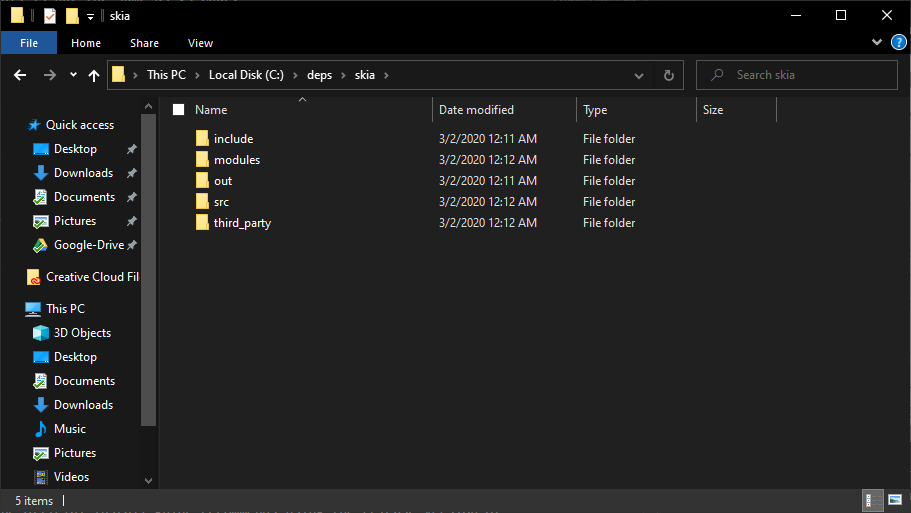 skia
File Home Share View
This PC Local Disk (C:) deps skia Search skia
Name Date modified Type Size
include 3/2/2020 12:11 AM File folder
modules 3/2/2020 12:12 AM File folder
out 3/2/2020 12:11 AM File folder
src 3/2/2020 12:12 AM File folder
third_party 3/2/2020 12:12 AM File folder
Quick access
Desktop
Downloads
Documents
Pictures
Google-Drive
Creative Cloud Fil
This PC
3D Objects
Desktop
Documents
Downloads
Music
Pictures
Videos
5 items